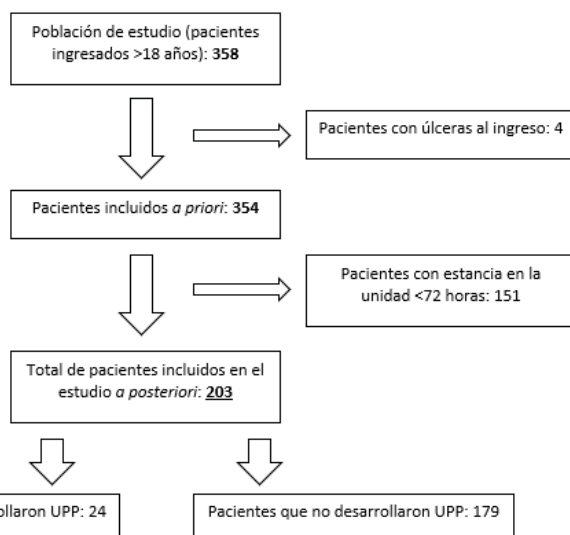 Población de estudio (pacientes
ingresados >18 años): 358
Pacientes con úlceras al ingreso: 4
Pacientes incluidos a priori: 354
Pacientes con estancia en la
unidad <72 horas: 151
Total de pacientes incluidos en el
estudio a posteriori: 203
UPP: 24
Pacientes que no desarrollaron UPP: 179